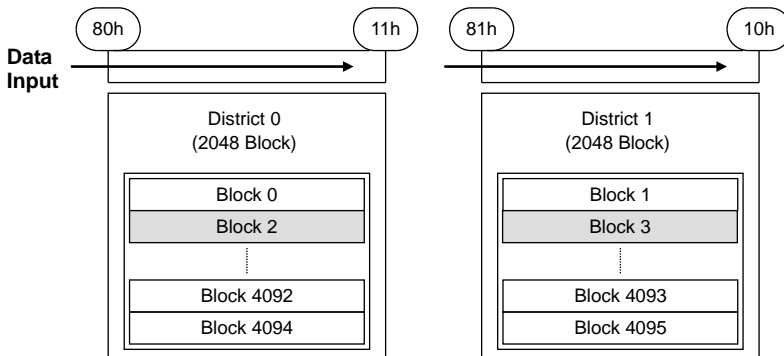 80h
11h
81h
10h
Data
Input
District 0
(2048 Block)
Block 0
Block 2
Block 4092
Block 4094
District 1
(2048 Block)
Block 1
Block 3
Block 4093
Block 4095